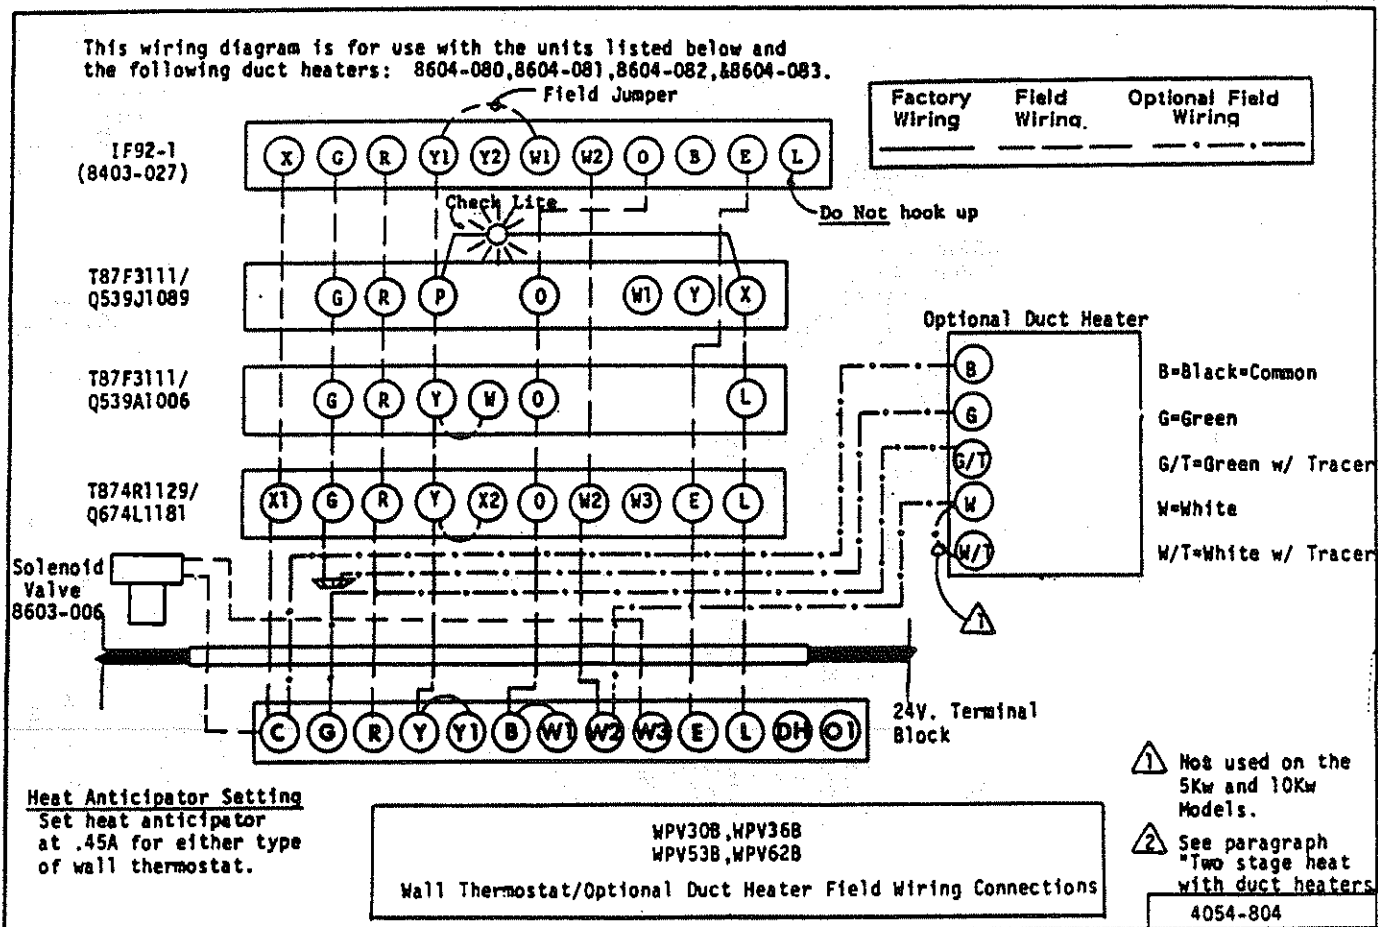 This wiring diagram is for use with the units listed below and
the following duct heaters: 8604-080,8604-081,8604-082,&8604-083.
Field Jumper
Factory Wiring
Field Wiring.
Optional Field Wiring
IF92-1
(8403-027)
X G R Y1 Y2 W1 W2 O B E L
Check Lite
Do Not hook up
T87F3111/
Q539J1089
G R P O W1 Y X
Optional Duct Heater
T87F3111/
Q539A1006
G R Y W O L
B B=Black=Common
G G=Green
G/T G/T=Green w/ Tracer
W W=White
W/T W/T=White w/ Tracer
T874R1129/
Q674L1181
X1 G R Y X2 O W2 W3 E L
Solenoid
Valve
8603-006
1
C G R Y Y1 B W1 W2 W3 E L DH O1
24V. Terminal
Block
Heat Anticipator Setting
Set heat anticipator
at .45A for either type
of wall thermostat.
WPV30B,WPV36B
WPV53B,WPV62B
Wall Thermostat/Optional Duct Heater Field Wiring Connections
1 Not used on the
5Kw and 10Kw
Models.
2 See paragraph
"Two stage heat
with duct heaters
4054-804